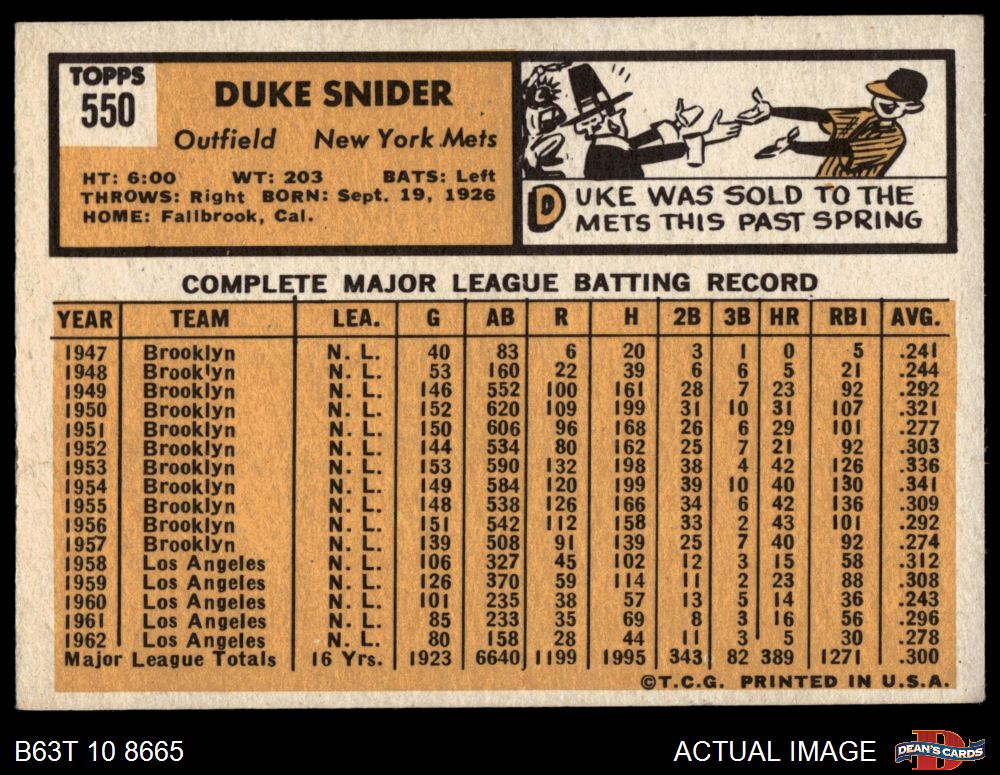 TOPPS
550
DUKE SNIDER
Outfield New York Mets
HT: 6:00 WT: 203 BATS: Left
THROWS: Right BORN: Sept. 19, 1926
HOME: Fallbrook, Cal.
DUKE WAS SOLD TO THE
METS THIS PAST SPRING
COMPLETE MAJOR LEAGUE BATTING RECORD
YEAR TEAM LEA. G AB R H 2B 3B HR RBI AVG.
1947 Brooklyn N. L. 40 83 6 20 3 1 0 5 .241
1948 Brooklyn N. L. 53 160 22 39 6 6 5 21 .244
1949 Brooklyn N. L. 146 552 100 161 28 7 23 92 .292
1950 Brooklyn N. L. 152 620 109 199 31 10 31 107 .321
1951 Brooklyn N. L. 150 606 96 168 26 6 29 101 .277
1952 Brooklyn N. L. 144 534 80 162 25 7 21 92 .303
1953 Brooklyn N. L. 153 590 132 198 38 4 42 126 .336
1954 Brooklyn N. L. 149 584 120 199 39 10 40 130 .341
1955 Brooklyn N. L. 148 538 126 166 34 6 42 136 .309
1956 Brooklyn N. L. 151 542 112 158 33 2 43 101 .292
1957 Brooklyn N. L. 139 508 91 139 25 7 40 92 .274
1958 Los Angeles N. L. 106 327 45 102 12 3 15 58 .312
1959 Los Angeles N. L. 126 370 59 114 11 2 23 88 .308
1960 Los Angeles N. L. 101 235 38 57 13 5 14 36 .243
1961 Los Angeles N. L. 85 233 35 69 8 3 16 56 .296
1962 Los Angeles N. L. 80 158 28 44 11 3 5 30 .278
Major League Totals 16 Yrs. 1923 6640 1199 1995 343 82 389 1271 .300
©T.C.G. PRINTED IN U.S.A.
B63T 10 8665 ACTUAL IMAGE DEAN'S CARDS